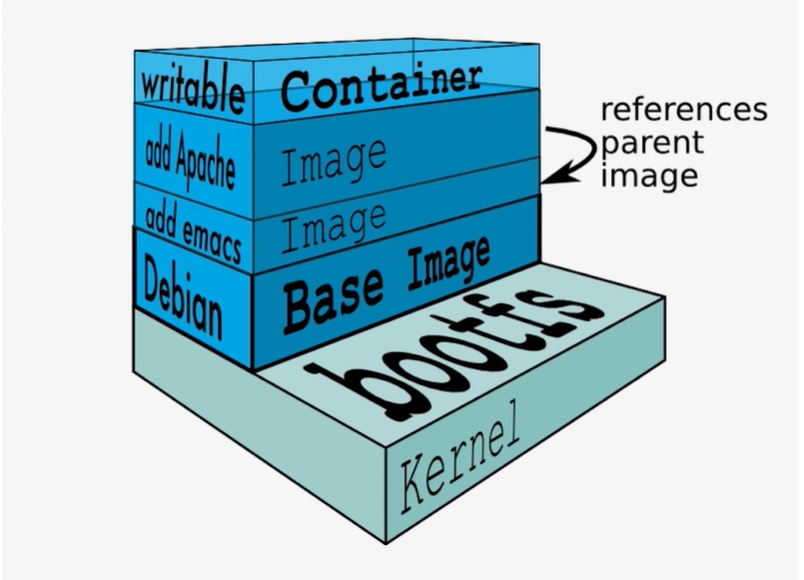 writable Container
add Apache Image
add emacs Image
Debian Base Image
bootfs
Kernel
references
parent
image